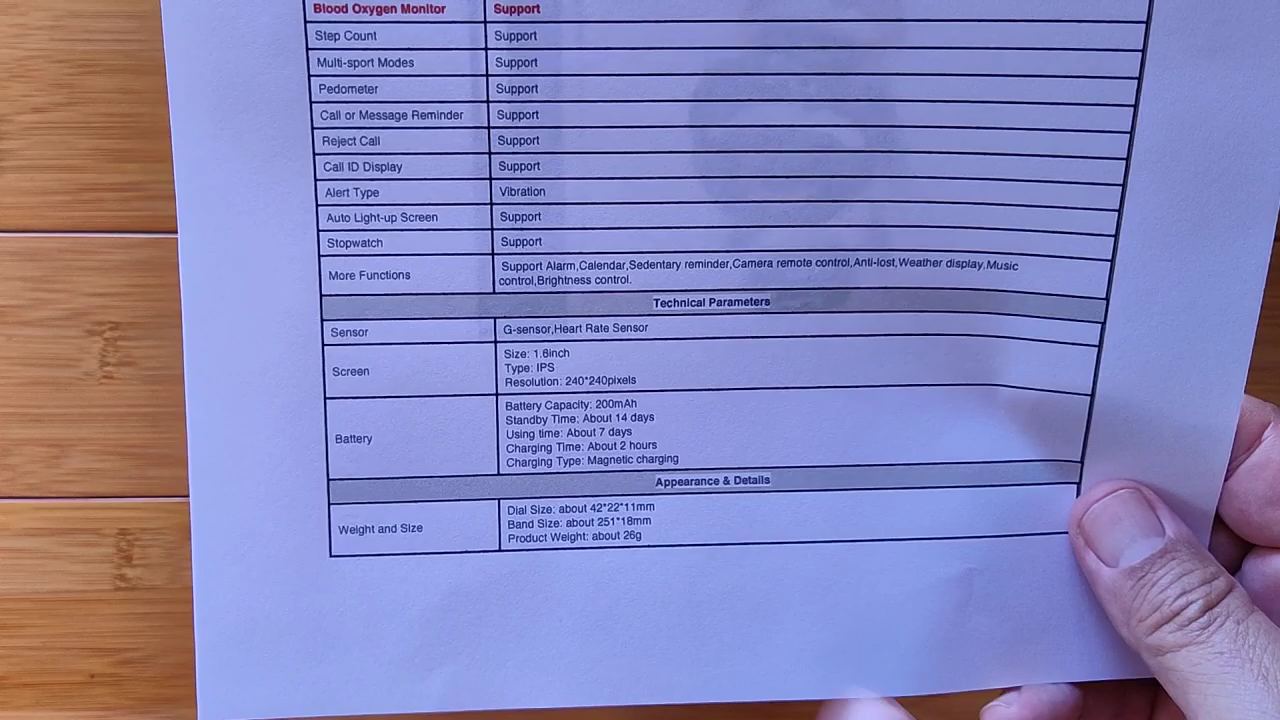 Blood Oxygen Monitor Support
Step Count Support
Multi-sport Modes Support
Pedometer Support
Call or Message Reminder Support
Reject Call Support
Call ID Display Support
Alert Type Vibration
Auto Light-up Screen Support
Stopwatch Support
More Functions Support Alarm,Calendar,Sedentary reminder,Camera remote control,Anti-lost,Weather display.Music
control,Brightness control.
Technical Parameters
Sensor G-sensor,Heart Rate Sensor
Size: 1.6inch
Screen Type: IPS
Resolution: 240*240pixels
Battery Capacity: 200mAh
Standby Time: About 14 days
Battery Using time: About 7 days
Charging Time: About 2 hours
Charging Type: Magnetic charging
Appearance & Details
Dial Size: about 42*22*11mm
Weight and Size Band Size: about 251*18mm
Product Weight: about 26g